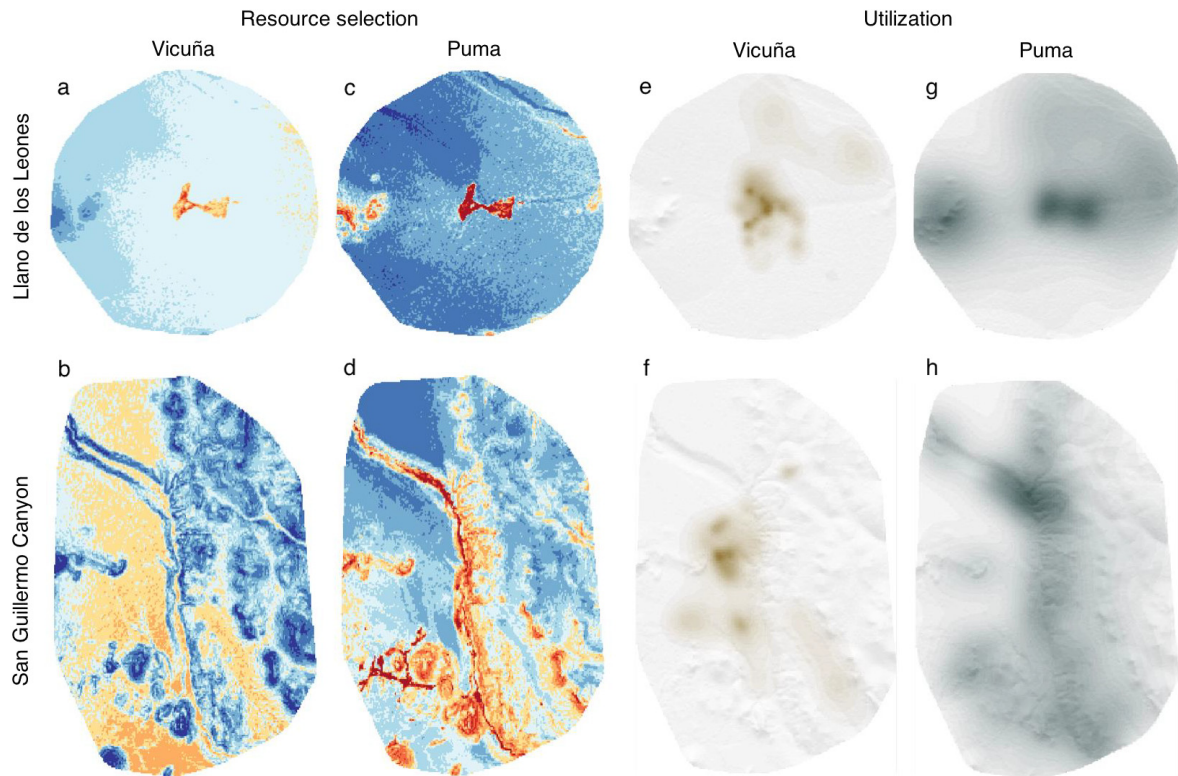 Resource selection
Utilization
Vicuña
Puma
Vicuña
Puma
Llano de los Leones
a
c
e
g
San Guillermo Canyon
b
d
f
h